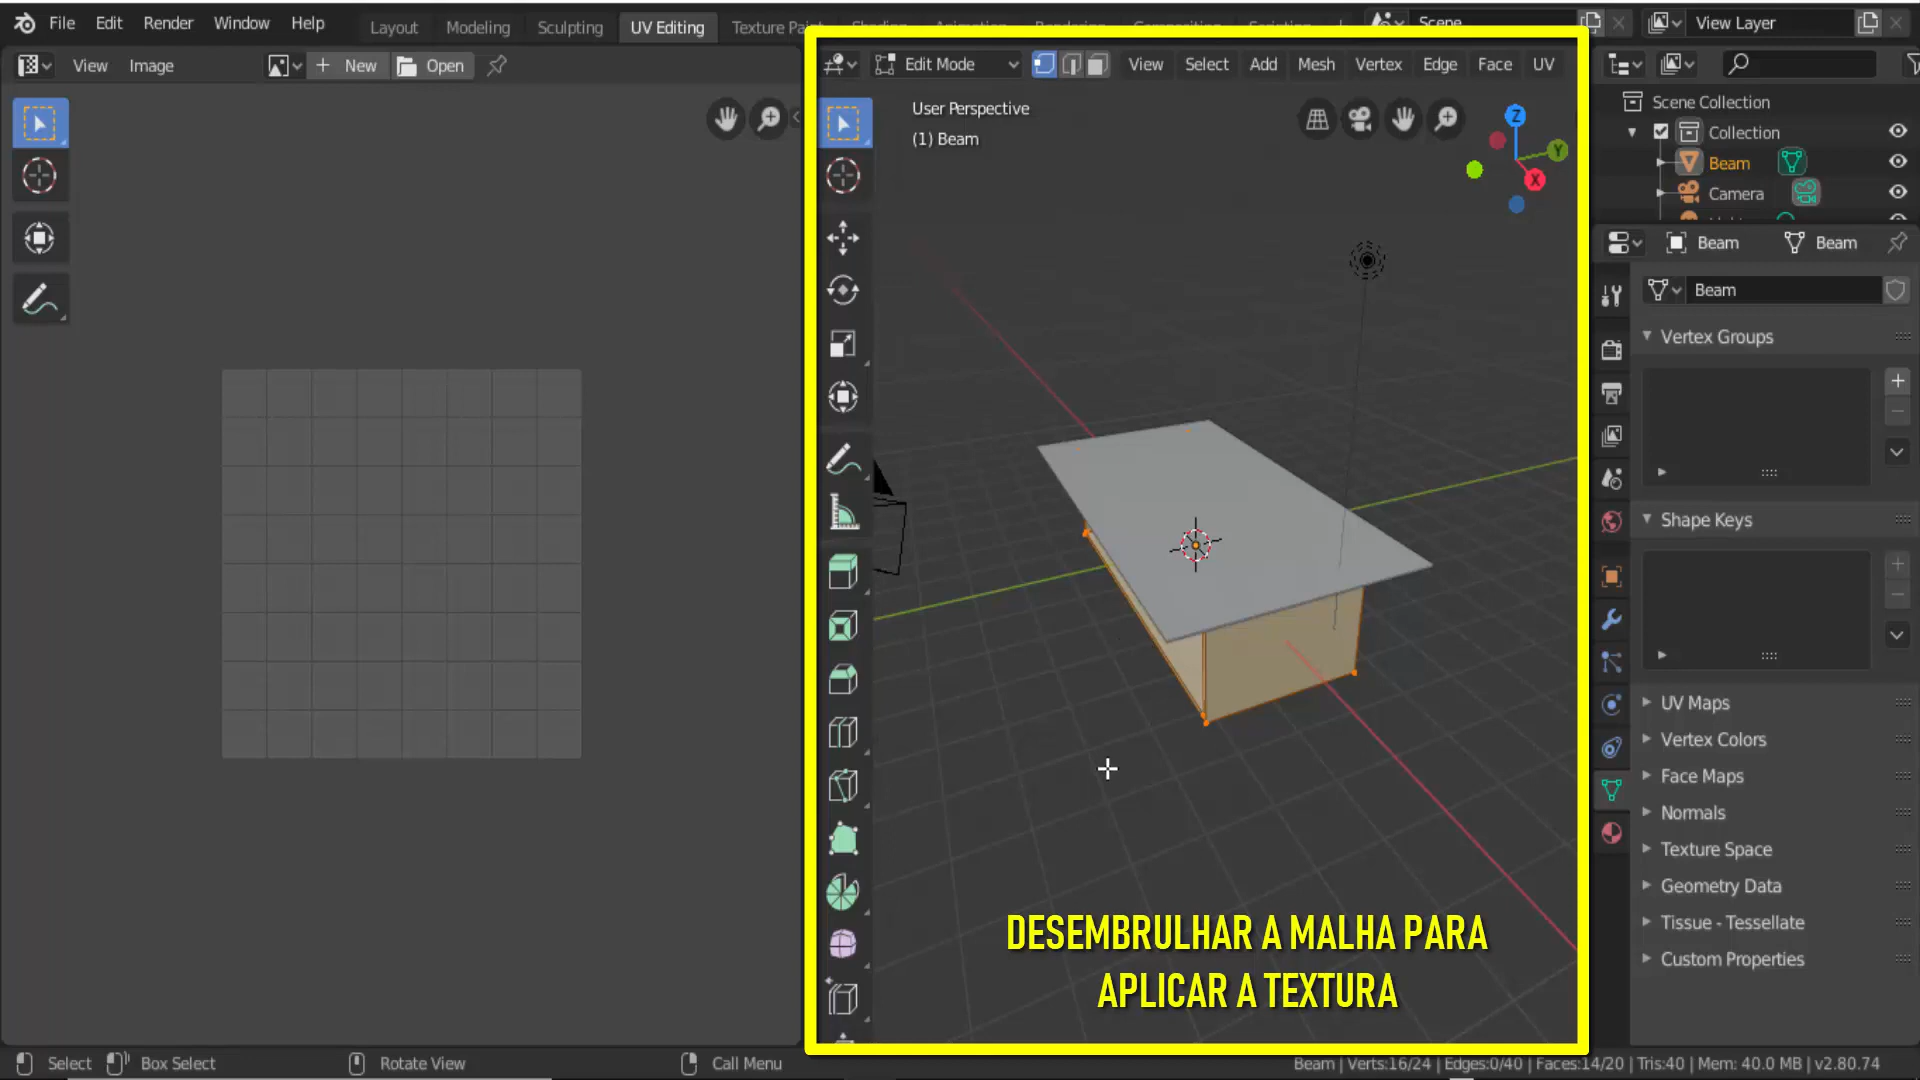 File Edit Render Window Help
Layout Modeling Sculpting UV Editing Texture Paint Shading Animation Rendering Compositing Scripting
Scene
View Layer
View Image
New Open
Edit Mode
View Select Add Mesh Vertex Edge Face UV
User Perspective
(1) Beam
Z
Y
X
Scene Collection
Collection
Beam
Camera
Beam Beam
Beam
Vertex Groups
Shape Keys
UV Maps
Vertex Colors
Face Maps
Normals
Texture Space
Geometry Data
Tissue - Tessellate
Custom Properties
DESEMBRULHAR A MALHA PARA
APLICAR A TEXTURA
Select Box Select Rotate View Call Menu
Beam | Verts:16/24 | Edges:0/40 | Faces:14/20 | Tris:40 | Mem: 40.0 MB | v2.80.74